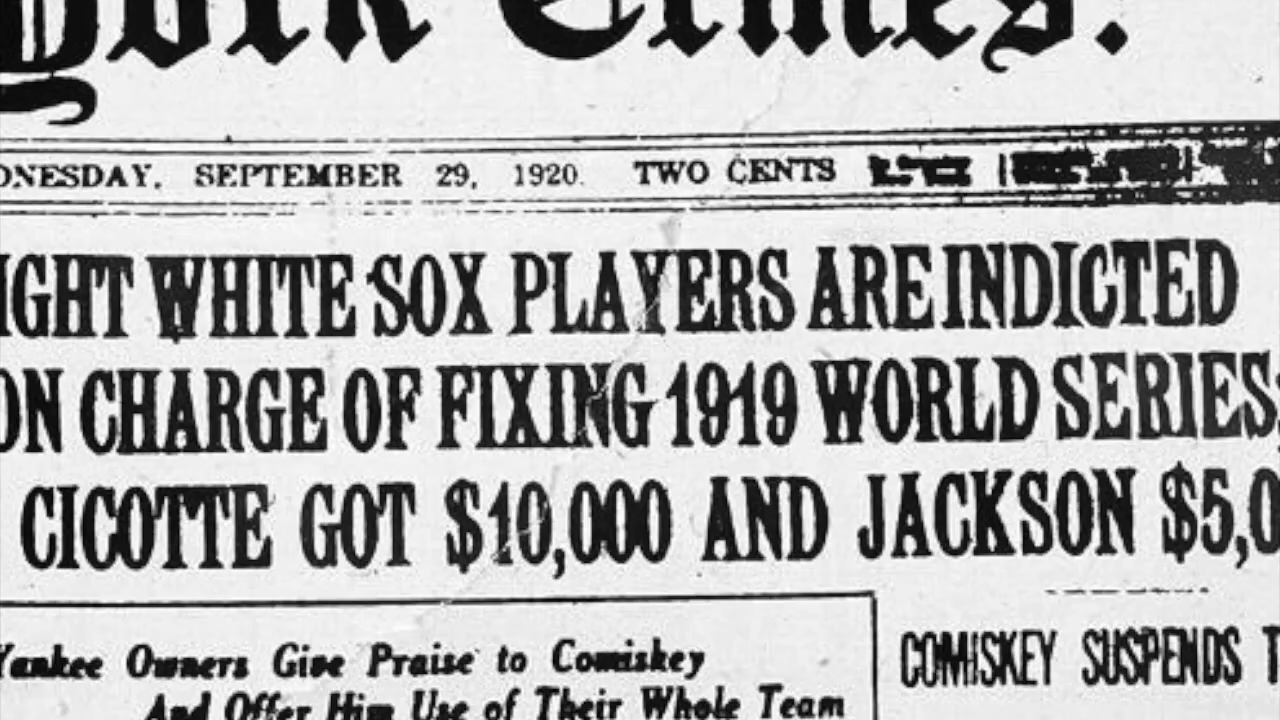 York Times.
DNESDAY, SEPTEMBER 29, 1920. TWO CENTS
IGHT WHITE SOX PLAYERS ARE INDICTED
ON CHARGE OF FIXING 1919 WORLD SERIES;
CICOTTE GOT $10,000 AND JACKSON $5,0
Yankee Owners Give Praise to Comiskey
And Offer Him Use of Their Whole Team
COMISKEY SUSPENDS T